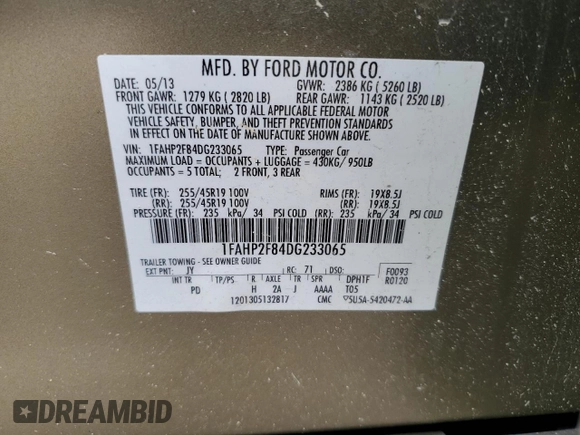 MFD. BY FORD MOTOR CO.
DATE: 05/13 GVWR: 2386 KG ( 5260 LB)
FRONT GAWR: 1279 KG ( 2820 LB) REAR GAWR: 1143 KG ( 2520 LB)
THIS VEHICLE CONFORMS TO ALL APPLICABLE FEDERAL MOTOR
VEHICLE SAFETY, BUMPER, AND THEFT PREVENTION STANDARDS
IN EFFECT ON THE DATE OF MANUFACTURE SHOWN ABOVE.
VIN: 1FAHP2F84DG233065 TYPE: Passenger Car
MAXIMUM LOAD = OCCUPANTS + LUGGAGE = 430KG/ 950LB
OCCUPANTS = 5 TOTAL; 2 FRONT, 3 REAR
TIRE (FR): 255/45R19 100V RIMS (FR): 19X8.5J
(RR): 255/45R19 100V (RR): 19X8.5J
PRESSURE (FR): 235 kPa/ 34 PSI COLD (RR): 235 kPa/ 34 PSI COLD
1FAHP2F84DG233065
TRAILER TOWING - SEE OWNER GUIDE
EXT PNT: JY RC: 71 DSO: F0093
INT TR TP/PS R AXLE TR SPR DPH1F R0120
PD H 2A J AAAA T05
1201305132817 CMC ▽5U5A-5420472-AA
DREAMBID